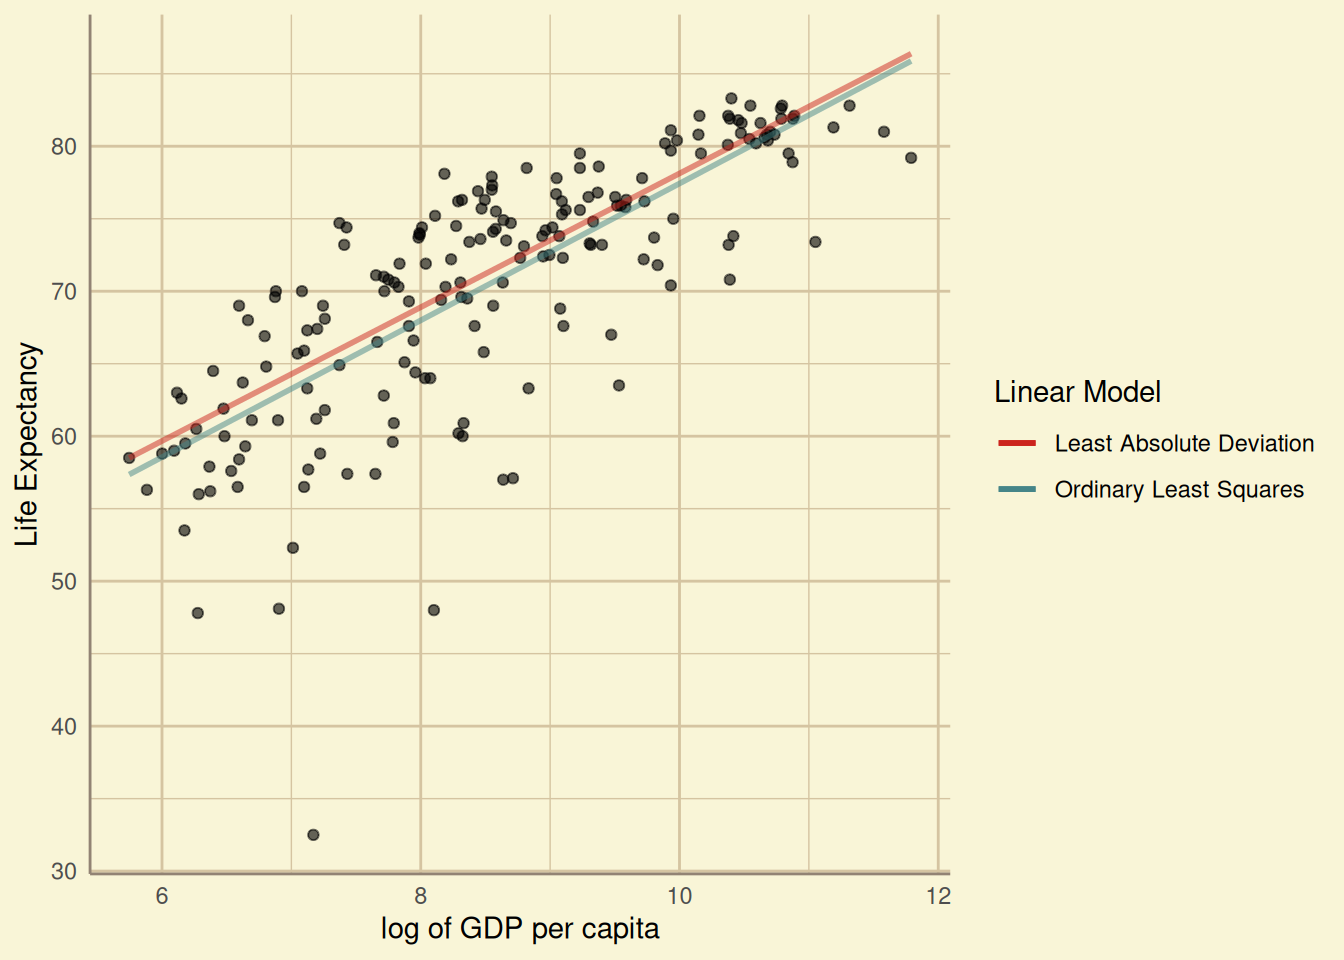 Life Expectancy
80
70
60
50
40
30
6
8
10
12
log of GDP per capita
Linear Model
Least Absolute Deviation
Ordinary Least Squares